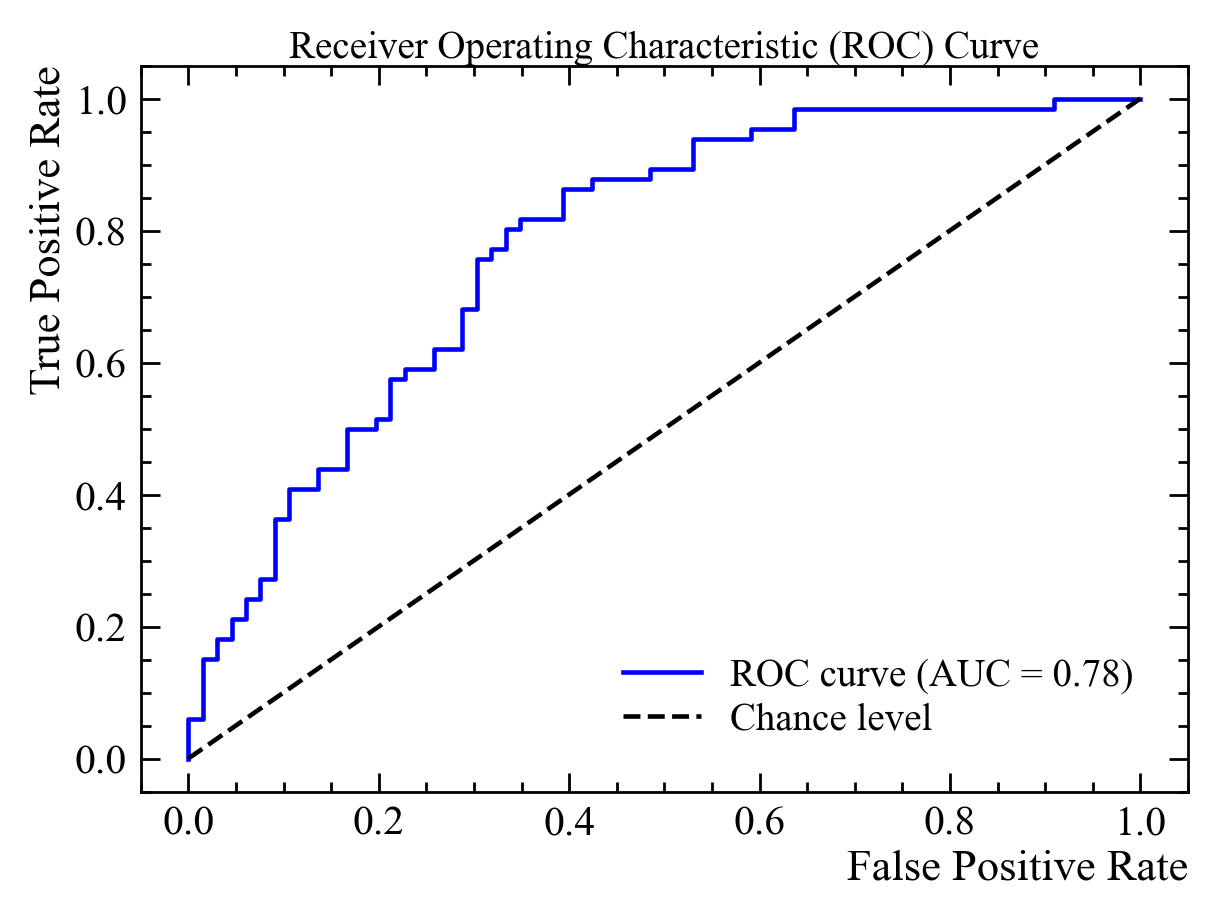 Receiver Operating Characteristic (ROC) Curve
True Positive Rate
1.0
0.8
0.6
0.4
0.2
0.0
ROC curve (AUC = 0.78)
Chance level
0.0 0.2 0.4 0.6 0.8 1.0
False Positive Rate